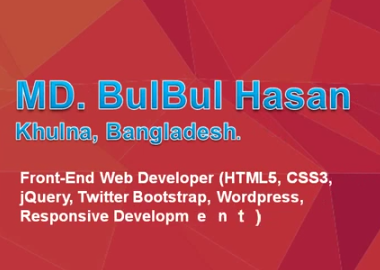 MD. BulBul Hasan
Khulna, Bangladesh.
Front-End Web Developer (HTML5, CSS3,
jQuery, Twitter Bootstrap, Wordpress,
Responsive Developm e n t )